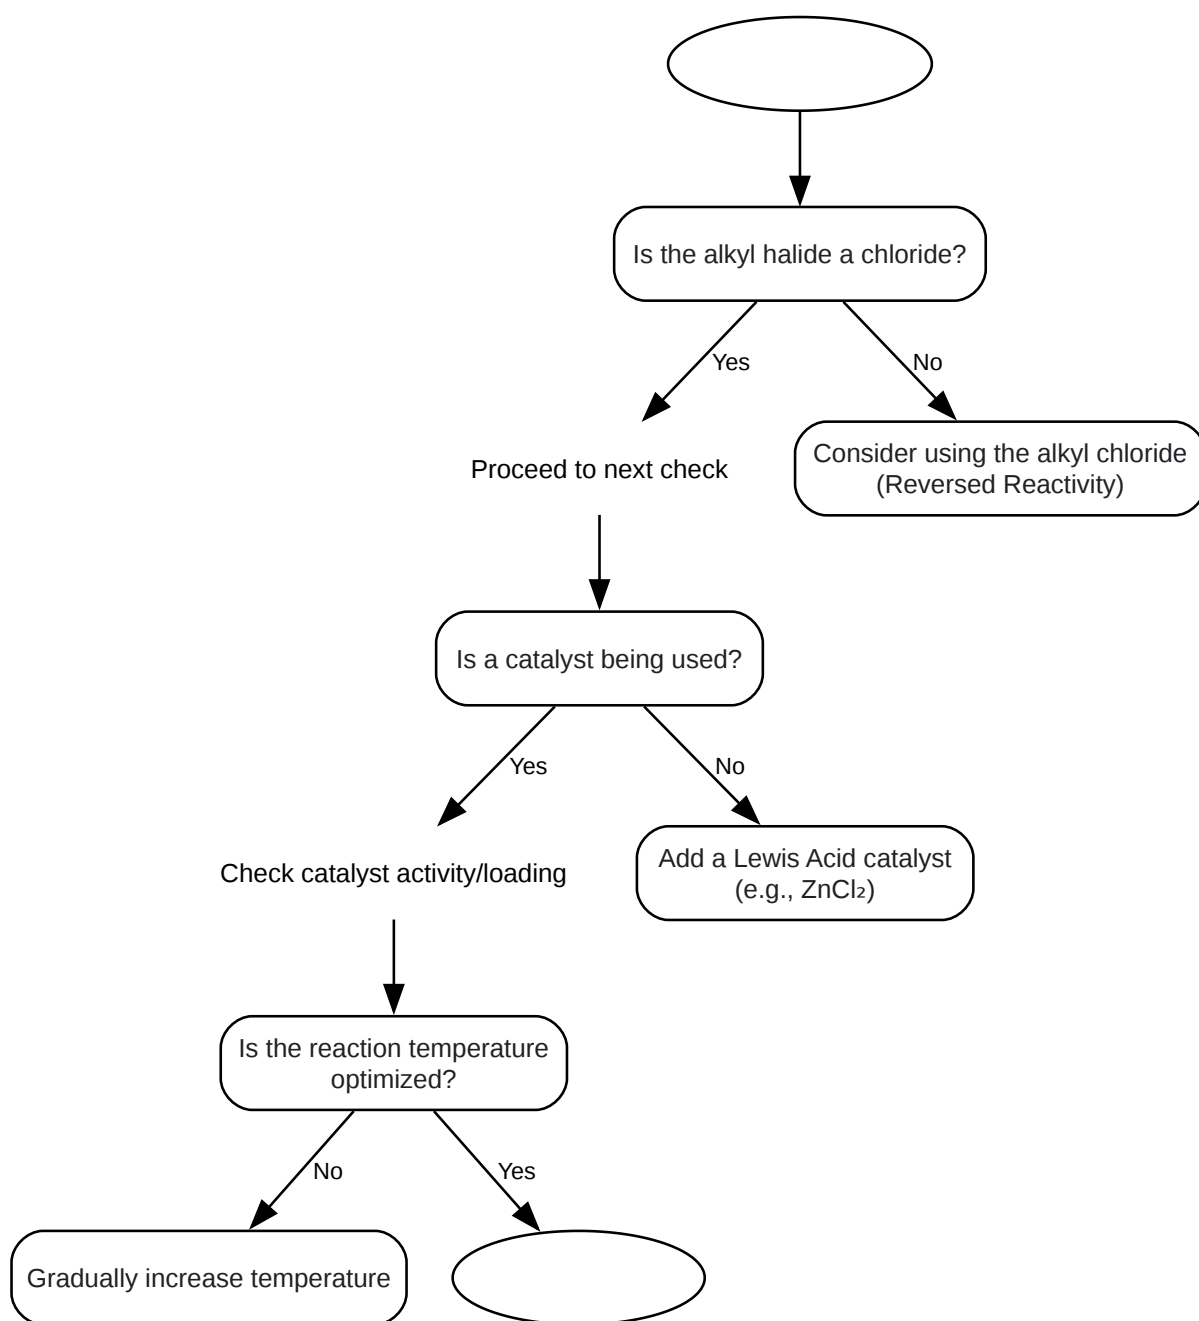 Is the alkyl halide a chloride?
Yes
No
Proceed to next check
Consider using the alkyl chloride
(Reversed Reactivity)
Is a catalyst being used?
Yes
No
Check catalyst activity/loading
Add a Lewis Acid catalyst
(e.g., ZnCl₂)
Is the reaction temperature
optimized?
No
Yes
Gradually increase temperature